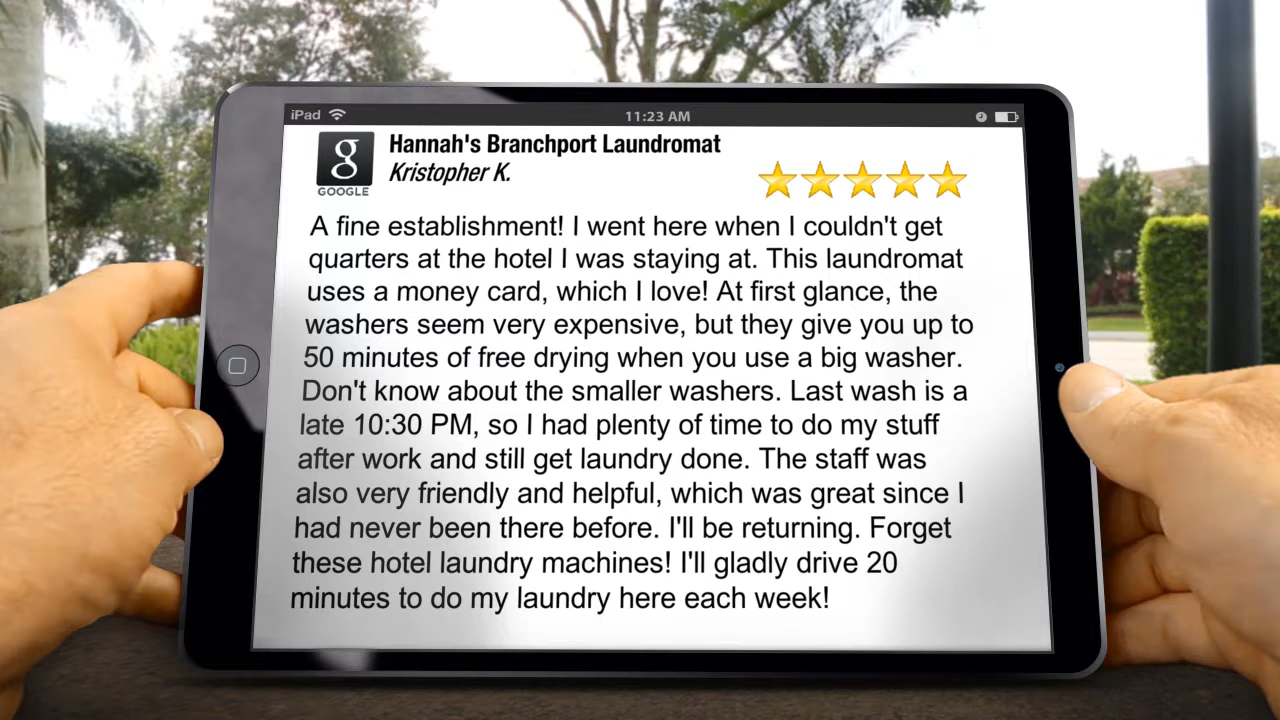 iPad
11:23 AM
g
GOOGLE
Hannah's Branchport Laundromat
Kristopher K.
A fine establishment! I went here when I couldn't get
quarters at the hotel I was staying at. This laundromat
uses a money card, which I love! At first glance, the
washers seem very expensive, but they give you up to
50 minutes of free drying when you use a big washer.
Don't know about the smaller washers. Last wash is a
late 10:30 PM, so I had plenty of time to do my stuff
after work and still get laundry done. The staff was
also very friendly and helpful, which was great since I
had never been there before. I'll be returning. Forget
these hotel laundry machines! I'll gladly drive 20
minutes to do my laundry here each week!